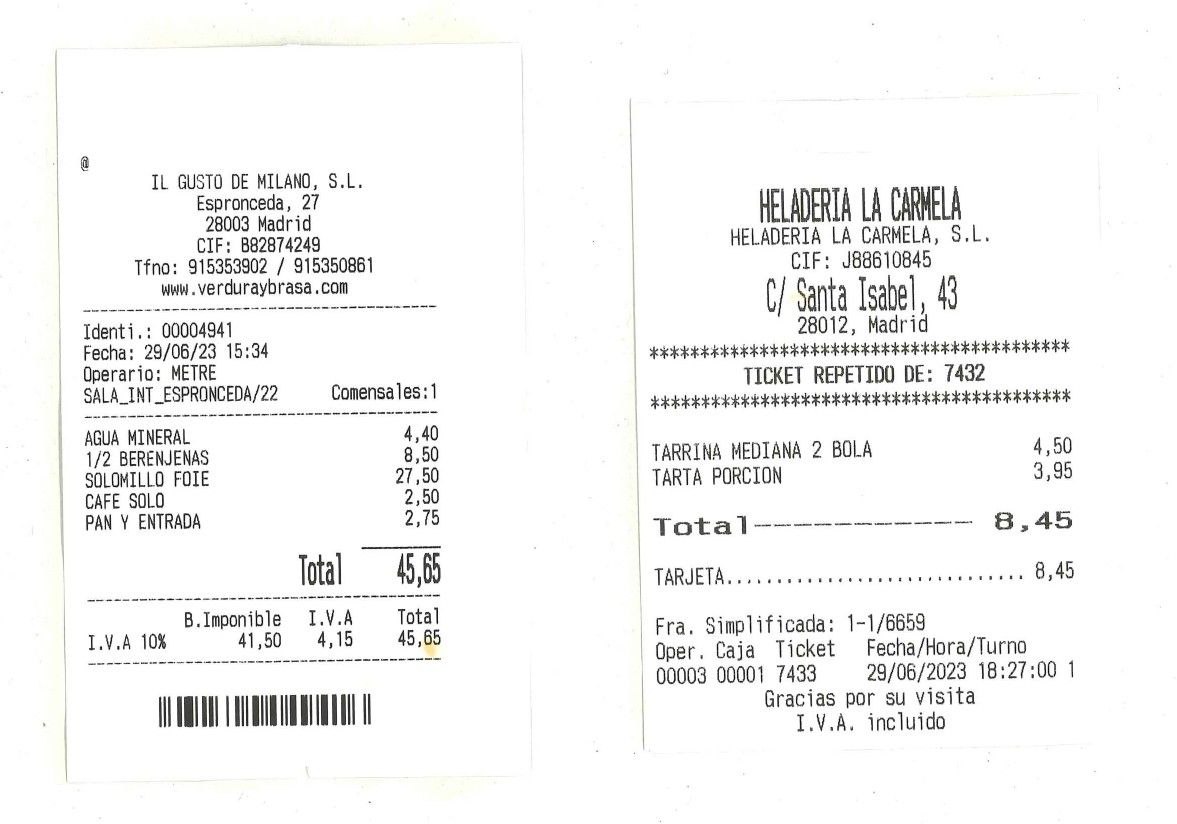 @
IL GUSTO DE MILANO, S.L.
Espronceda, 27
28003 Madrid
CIF: B82874249
Tfno: 915353902 / 915350861
www.verduraybrasa.com
Identi.: 00004941
Fecha: 29/06/23 15:34
Operario: METRE
SALA_INT_ESPRONCEDA/22 Comensales:1
AGUA MINERAL 4,40
1/2 BERENJENAS 8,50
SOLOMILLO FOIE 27,50
CAFE SOLO 2,50
PAN Y ENTRADA 2,75
Total 45,65
B.Imponible I.V.A Total
I.V.A 10% 41,50 4,15 45,65
HELADERIA LA CARMELA
HELADERIA LA CARMELA, S.L.
CIF: J88610845
C/ Santa Isabel, 43
28012, Madrid
******************************************
TICKET REPETIDO DE: 7432
******************************************
TARRINA MEDIANA 2 BOLA 4,50
TARTA PORCION 3,95
Total------------ 8,45
TARJETA.............................. 8,45
Fra. Simplificada: 1-1/6659
Oper. Caja Ticket Fecha/Hora/Turno
00003 00001 7433 29/06/2023 18:27:00 1
Gracias por su visita
I.V.A. incluido